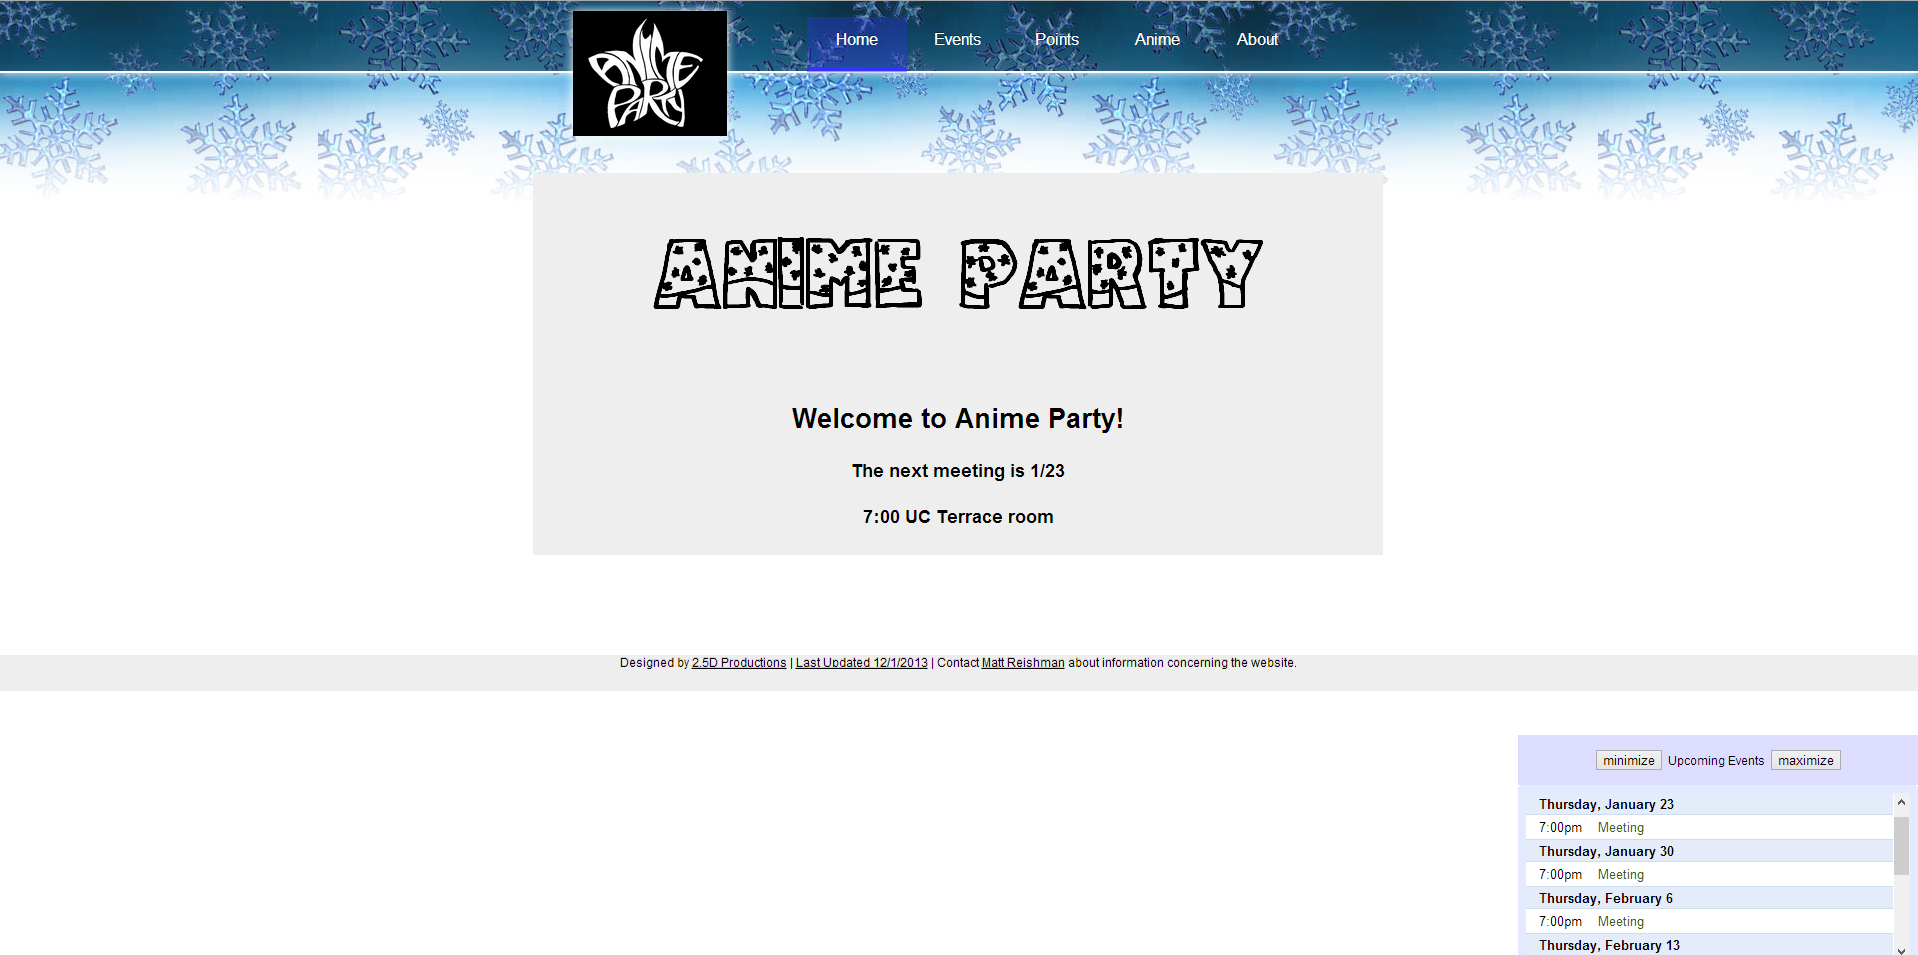 ANIME PARTY
Home Events Points Anime About
ANIME PARTY
Welcome to Anime Party!
The next meeting is 1/23
7:00 UC Terrace room
Designed by 2.5D Productions | Last Updated 12/1/2013 | Contact Matt Reishman about information concerning the website.
minimize Upcoming Events maximize
Thursday, January 23
7:00pm Meeting
Thursday, January 30
7:00pm Meeting
Thursday, February 6
7:00pm Meeting
Thursday, February 13